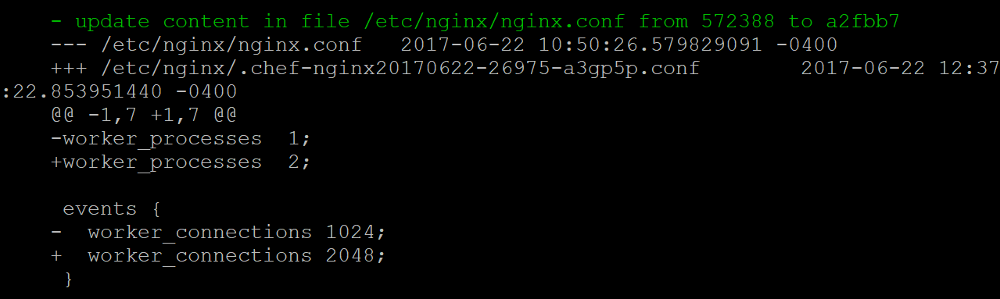 - update content in file /etc/nginx/nginx.conf from 572388 to a2fbb7
--- /etc/nginx/nginx.conf   2017-06-22 10:50:26.579829091 -0400
+++ /etc/nginx/.chef-nginx20170622-26975-a3gp5p.conf        2017-06-22 12:37
:22.853951440 -0400
@@ -1,7 +1,7 @@
-worker_processes  1;
+worker_processes  2;
 events {
-  worker_connections 1024;
+  worker_connections 2048;
 }